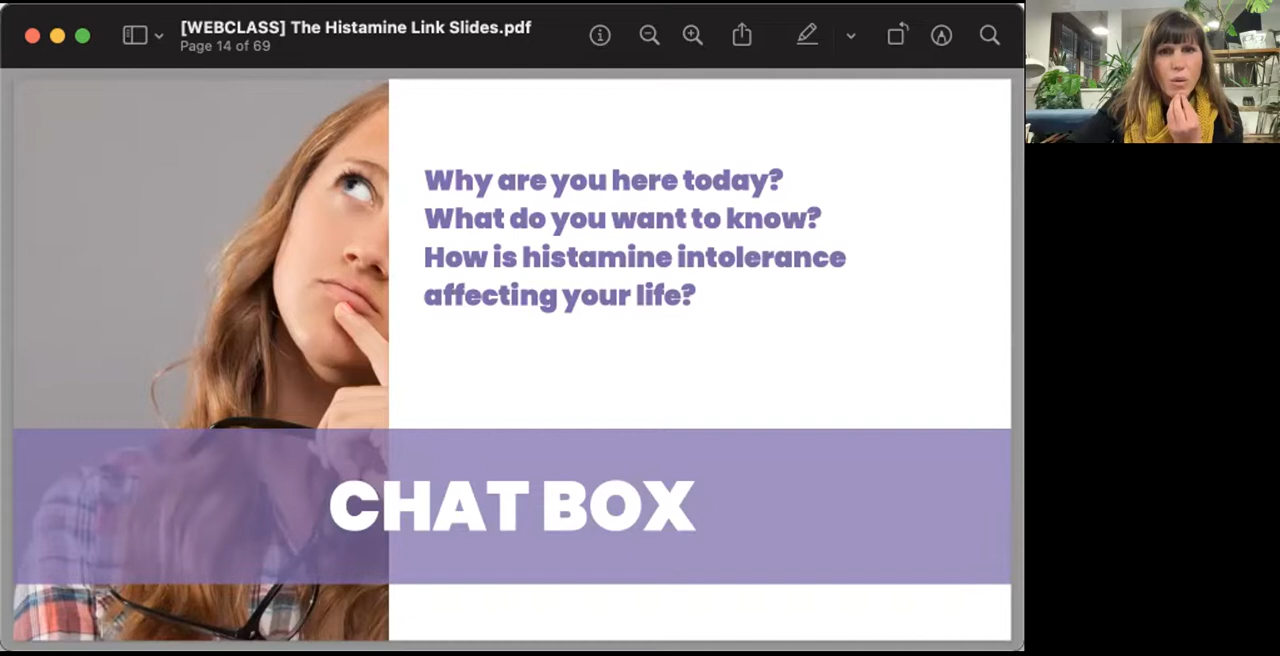 [WEBCLASS] The Histamine Link Slides.pdf
Page 14 of 69
Why are you here today?
What do you want to know?
How is histamine intolerance
affecting your life?
CHAT BOX